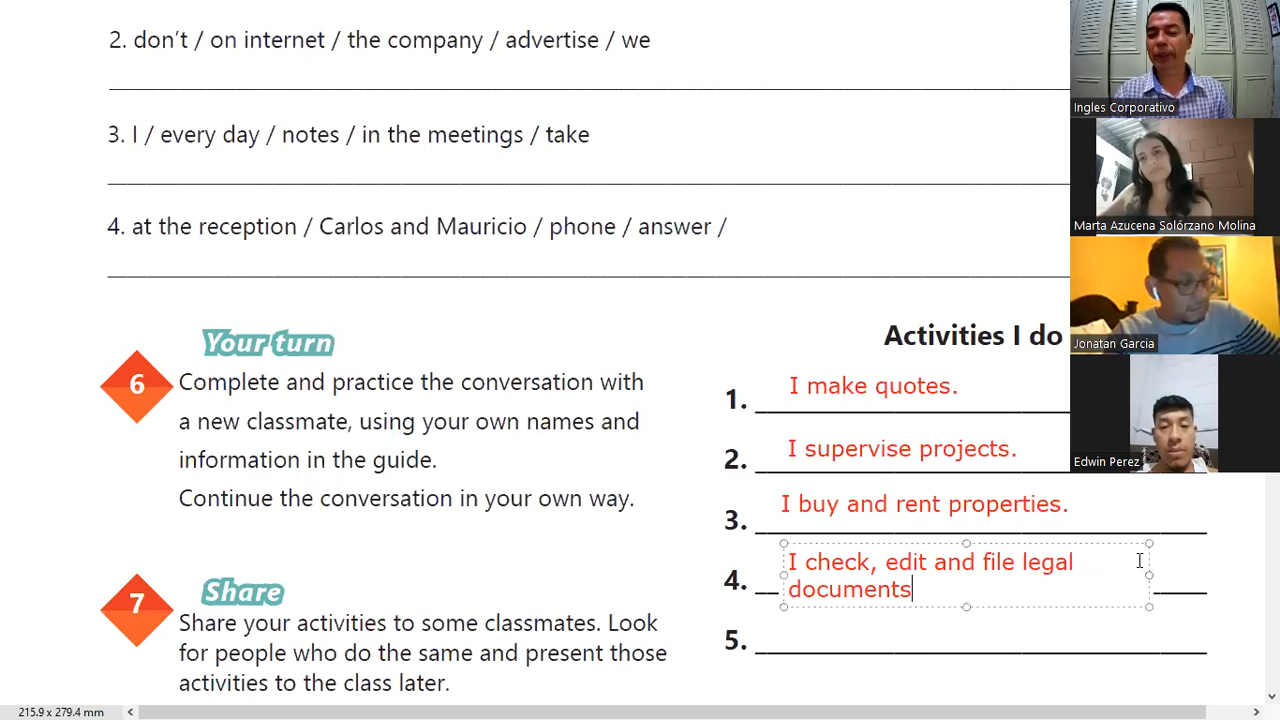 2. don't / on internet / the company / advertise / we
3. I / every day / notes / in the meetings / take
4. at the reception / Carlos and Mauricio / phone / answer /
Your turn
6
Complete and practice the conversation with
a new classmate, using your own names and
information in the guide.
Continue the conversation in your own way.
7
Share
Share your activities to some classmates. Look
for people who do the same and present those
activities to the class later.
Activities I do
1. I make quotes.
2. I supervise projects.
3. I buy and rent properties.
4. I check, edit and file legal
documents
5.
Ingles Corporativo
Marta Azucena Solórzano Molina
Jonatan Garcia
Edwin Perez
215.9 x 279.4 mm